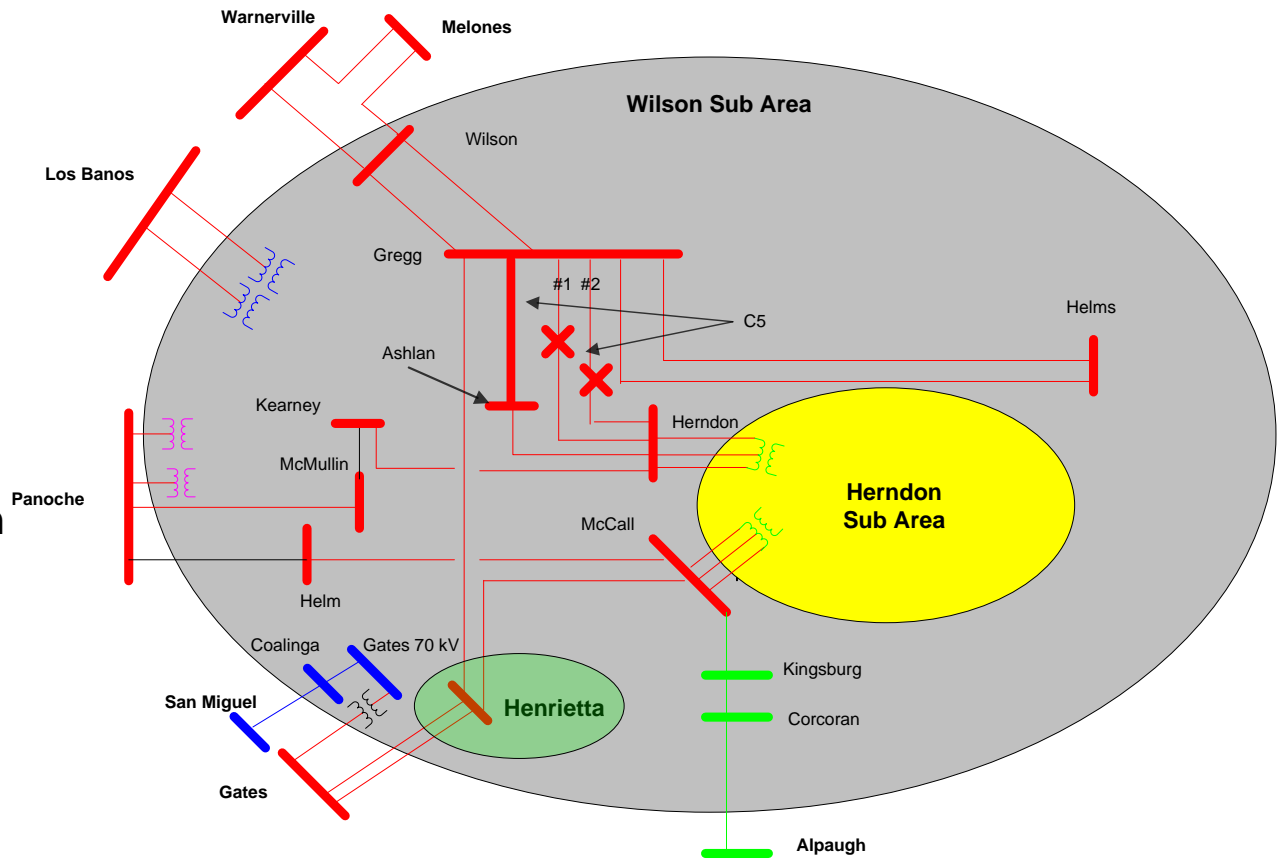 Warnerville
Melones
Wilson Sub Area
Wilson
Los Banos
Gregg
#1 #2
C5
Helms
Ashlan
Kearney
Herndon
McMullin
Panoche
Herndon
Sub Area
McCall
n
Helm
Coalinga
Gates 70 kV
Kingsburg
San Miguel
Henrietta
Corcoran
Gates
Alpaugh